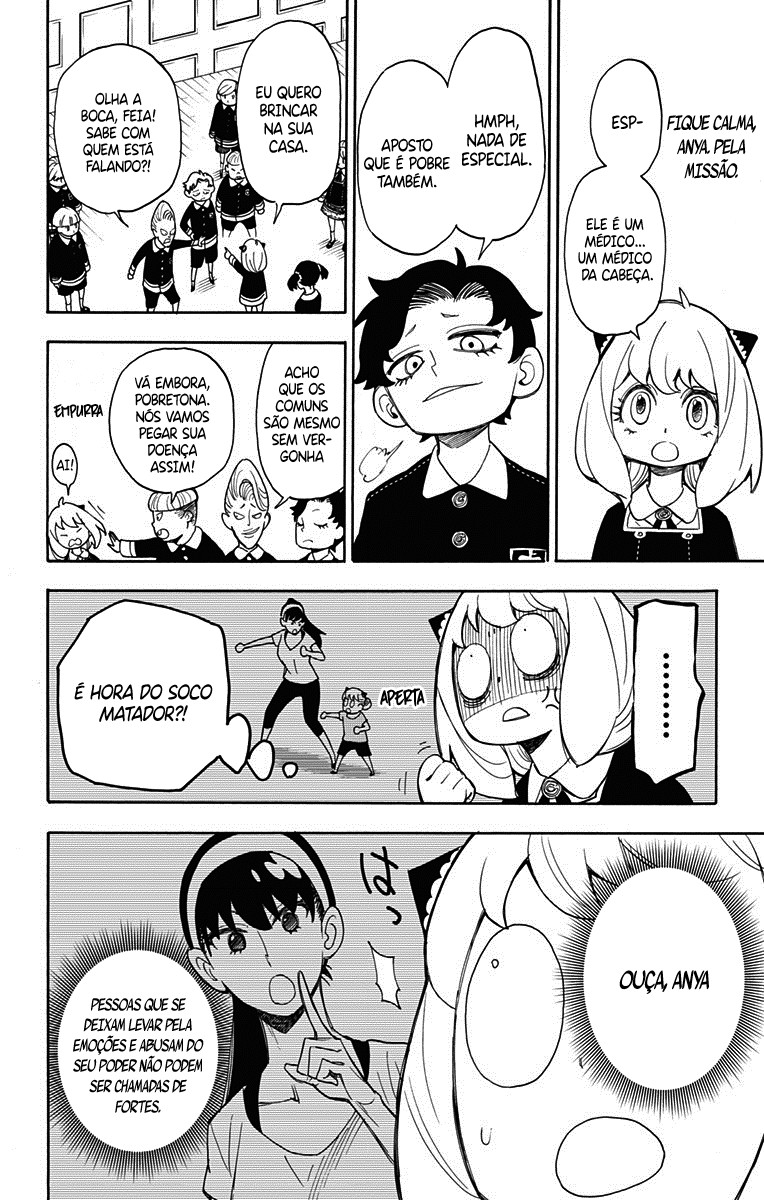 FIQUE CALMA,
ANYA. PELA
MISSÃO.
ESP-
ELE É UM
MÉDICO...
UM MÉDICO
DA CABEÇA.
HMPH,
NADA DE
ESPECIAL.
APOSTO
QUE É POBRE
TAMBÉM.
EU QUERO
BRINCAR
NA SUA
CASA.
OLHA A
BOCA, FEIA!
SABE COM
QUEM ESTÁ
FALANDO?!
ACHO
QUE OS
COMUNS
SÃO MESMO
SEM VER-
GONHA
VÁ EMBORA,
POBRETONA.
NÓS VAMOS
PEGAR SUA
DOENÇA
ASSIM!
EMPURRA
AI!
.........
APERTA
É HORA DO SOCO
MATADOR?!
OUÇA, ANYA
はっ
PESSOAS QUE SE
DEIXAM LEVAR PELA
EMOÇÕES E ABUSAM DO
SEU PODER NÃO PODEM
SER CHAMADAS DE
FORTES.